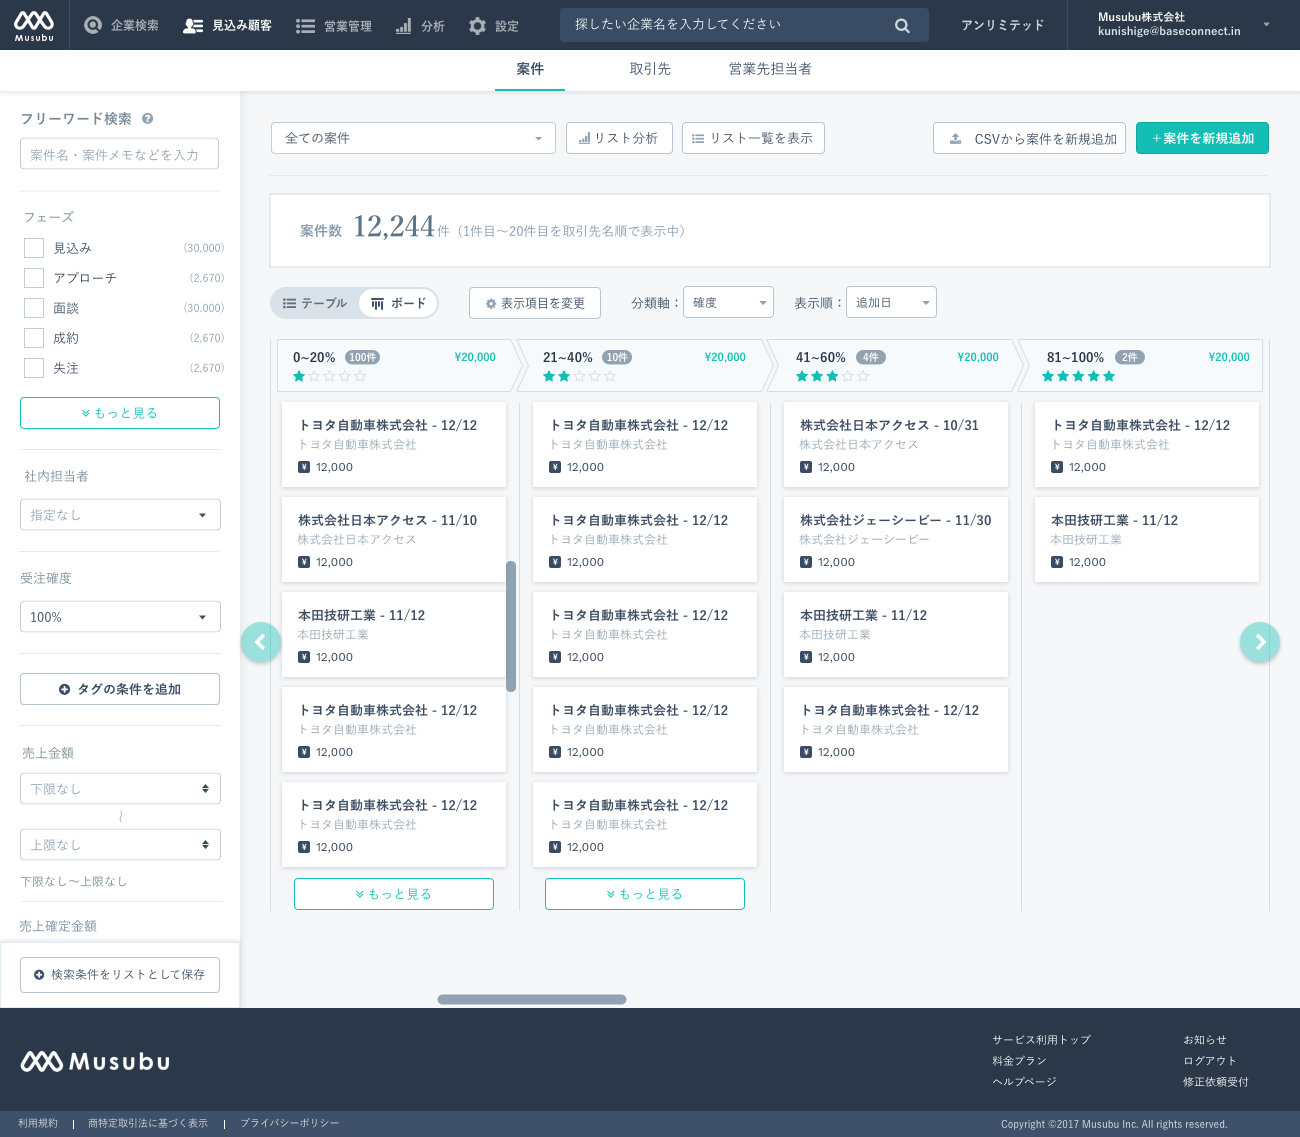 Musubu
企業検索
見込み顧客
営業管理
分析
設定
探したい企業名を入力してください
アンリミテッド
Musubu株式会社
kunishige@baseconnect.in
案件
取引先
営業先担当者
フリーワード検索
案件名・案件メモなどを入力
フェーズ
見込み (30,000)
アプローチ (2,670)
面談 (30.000)
成約 (2,670)
失注 (2,670)
もっと見る
社内担当者
指定なし
受注確度
100%
タグの条件を追加
売上金額
下限なし
〜
上限なし
下限なし〜上限なし
売上確定金額
検索条件をリストとして保存
全ての案件
リスト分析
リスト一覧を表示
CSVから案件を新規追加
+案件を新規追加
案件数 12,244件（1件目〜20件目を取引先名順で表示中）
テーブル
ボード
表示項目を変更
分類軸：
確度
表示順：
追加日
0~20% 100件 ¥20,000
トヨタ自動車株式会社 - 12/12
トヨタ自動車株式会社
¥ 12,000
株式会社日本アクセス - 11/10
株式会社日本アクセス
¥ 12,000
本田技研工業 - 11/12
本田技研工業
¥ 12,000
トヨタ自動車株式会社 - 12/12
トヨタ自動車株式会社
¥ 12,000
トヨタ自動車株式会社 - 12/12
トヨタ自動車株式会社
¥ 12,000
もっと見る
21~40% 10件 ¥20,000
トヨタ自動車株式会社 - 12/12
トヨタ自動車株式会社
¥ 12,000
トヨタ自動車株式会社 - 12/12
トヨタ自動車株式会社
¥ 12,000
トヨタ自動車株式会社 - 12/12
トヨタ自動車株式会社
¥ 12,000
トヨタ自動車株式会社 - 12/12
トヨタ自動車株式会社
¥ 12,000
トヨタ自動車株式会社 - 12/12
トヨタ自動車株式会社
¥ 12,000
もっと見る
41~60% 4件 ¥20,000
株式会社日本アクセス - 10/31
株式会社日本アクセス
¥ 12,000
株式会社ジェーシービー - 11/30
株式会社ジェーシービー
¥ 12,000
本田技研工業 - 11/12
本田技研工業
¥ 12,000
トヨタ自動車株式会社 - 12/12
トヨタ自動車株式会社
¥ 12,000
81~100% 2件 ¥20,000
トヨタ自動車株式会社 - 12/12
トヨタ自動車株式会社
¥ 12,000
本田技研工業 - 11/12
本田技研工業
¥ 12,000
Musubu
サービス利用トップ
料金プラン
ヘルプページ
お知らせ
ログアウト
修正依頼受付
利用規約 | 商特定取引法に基づく表示 | プライバシーポリシー
Copyright ©2017 Musubu Inc. All rights reserved.